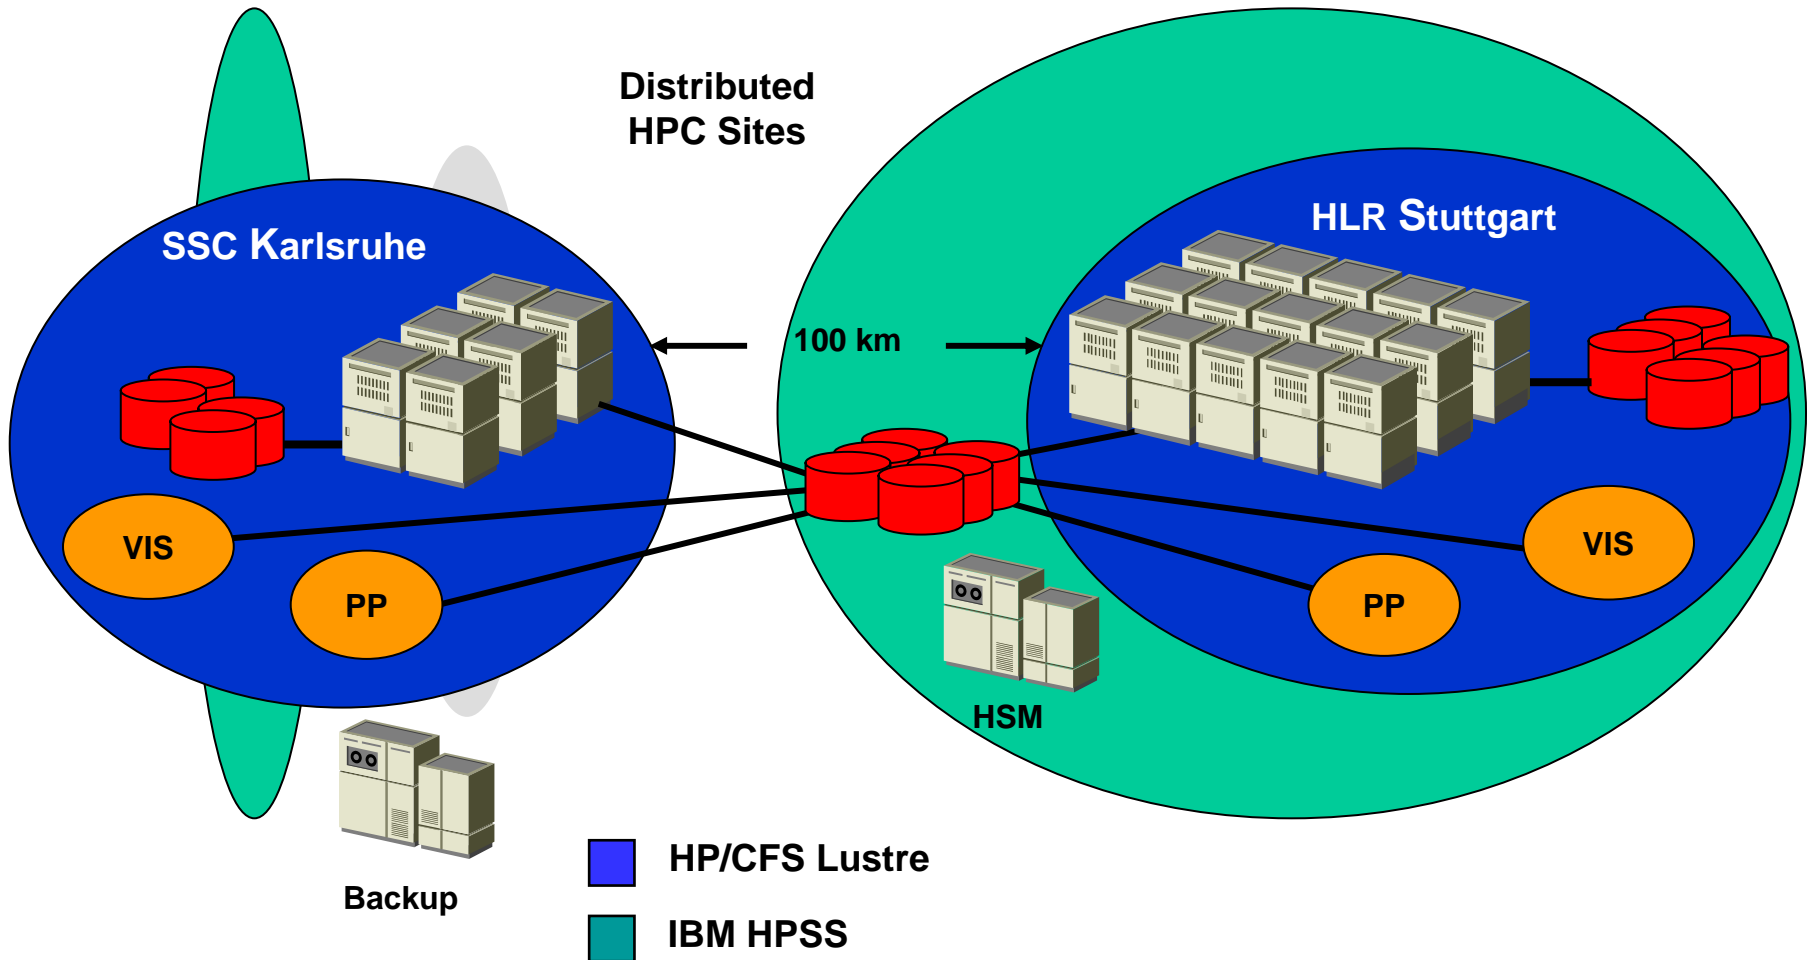 Distributed
HPC Sites
SSC Karlsruhe
HLR Stuttgart
100 km
VIS
PP
VIS
PP
HSM
Backup
HP/CFS Lustre
IBM HPSS